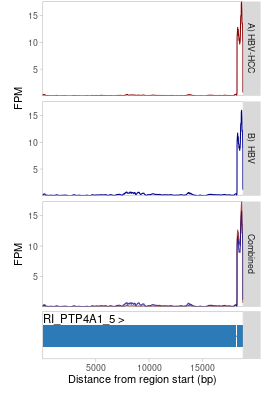 15
10
5
A) HBV-HCC
FPM
15
10
5
B) HBV
15
10
5
Combined
FPM
RI_PTP4A1_5 >
5000 10000 15000
Distance from region start (bp)